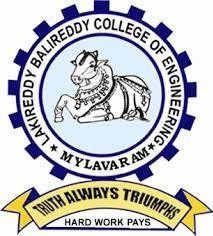 LAKIREDDY BALIREDDY COLLEGE OF ENGINEERING
MYLAVARAM
TRUTH ALWAYS TRIUMPHS
HARD WORK PAYS